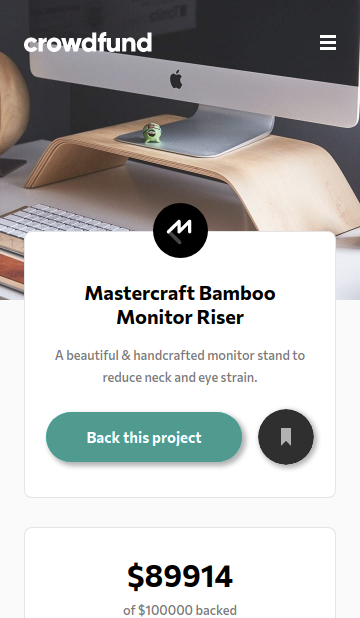 crowdfund
Mastercraft Bamboo
Monitor Riser
A beautiful & handcrafted monitor stand to
reduce neck and eye strain.
Back this project
$89914
of $100000 backed